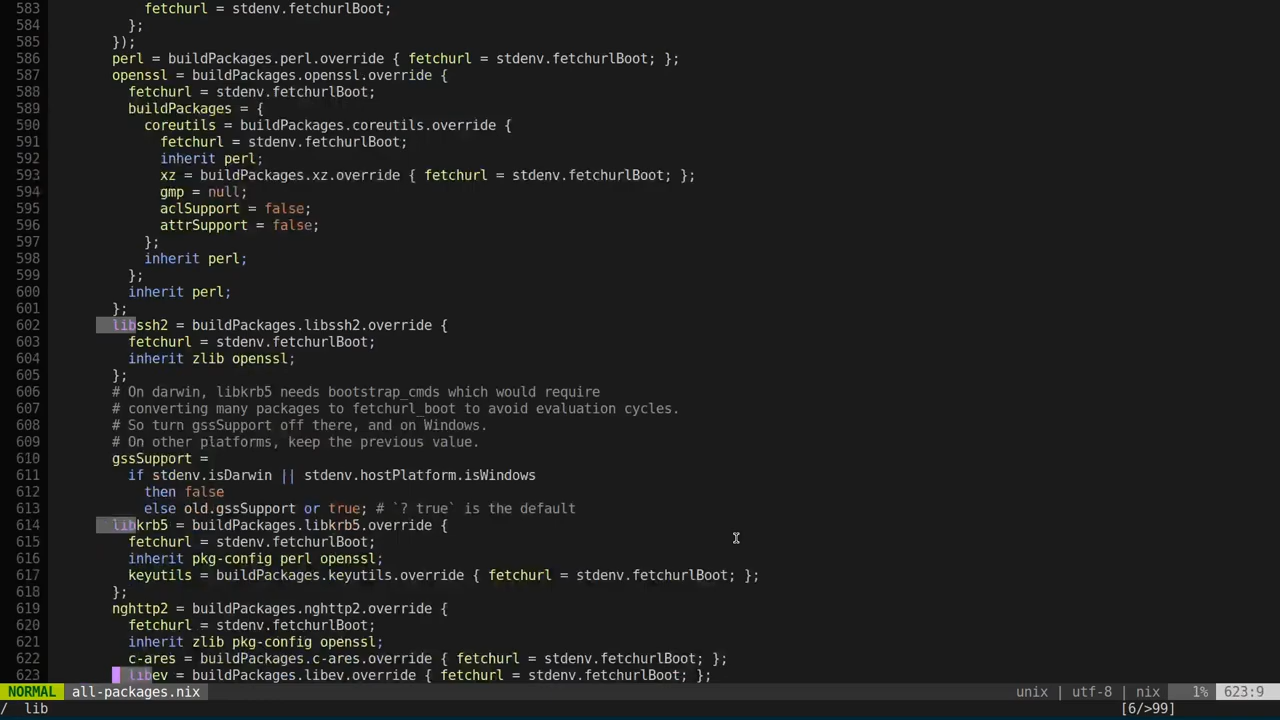 583            fetchurl = stdenv.fetchurlBoot;
584          };
585        });
586        perl = buildPackages.perl.override { fetchurl = stdenv.fetchurlBoot; };
587        openssl = buildPackages.openssl.override {
588          fetchurl = stdenv.fetchurlBoot;
589          buildPackages = {
590            coreutils = buildPackages.coreutils.override {
591              fetchurl = stdenv.fetchurlBoot;
592              inherit perl;
593              xz = buildPackages.xz.override { fetchurl = stdenv.fetchurlBoot; };
594              gmp = null;
595              aclSupport = false;
596              attrSupport = false;
597            };
598            inherit perl;
599          };
600          inherit perl;
601        };
602        libssh2 = buildPackages.libssh2.override {
603          fetchurl = stdenv.fetchurlBoot;
604          inherit zlib openssl;
605        };
606        # On darwin, libkrb5 needs bootstrap_cmds which would require
607        # converting many packages to fetchurl_boot to avoid evaluation cycles.
608        # So turn gssSupport off there, and on Windows.
609        # On other platforms, keep the previous value.
610        gssSupport =
611          if stdenv.isDarwin || stdenv.hostPlatform.isWindows
612            then false
613            else old.gssSupport or true; # `? true` is the default
614        libkrb5 = buildPackages.libkrb5.override {
615          fetchurl = stdenv.fetchurlBoot;
616          inherit pkg-config perl openssl;
617          keyutils = buildPackages.keyutils.override { fetchurl = stdenv.fetchurlBoot; };
618        };
619        nghttp2 = buildPackages.nghttp2.override {
620          fetchurl = stdenv.fetchurlBoot;
621          inherit zlib pkg-config openssl;
622          c-ares = buildPackages.c-ares.override { fetchurl = stdenv.fetchurlBoot; };
623          libev = buildPackages.libev.override { fetchurl = stdenv.fetchurlBoot; };
NORMAL all-packages.nix unix | utf-8 | nix 1% 623:9
/  lib [6/>99]